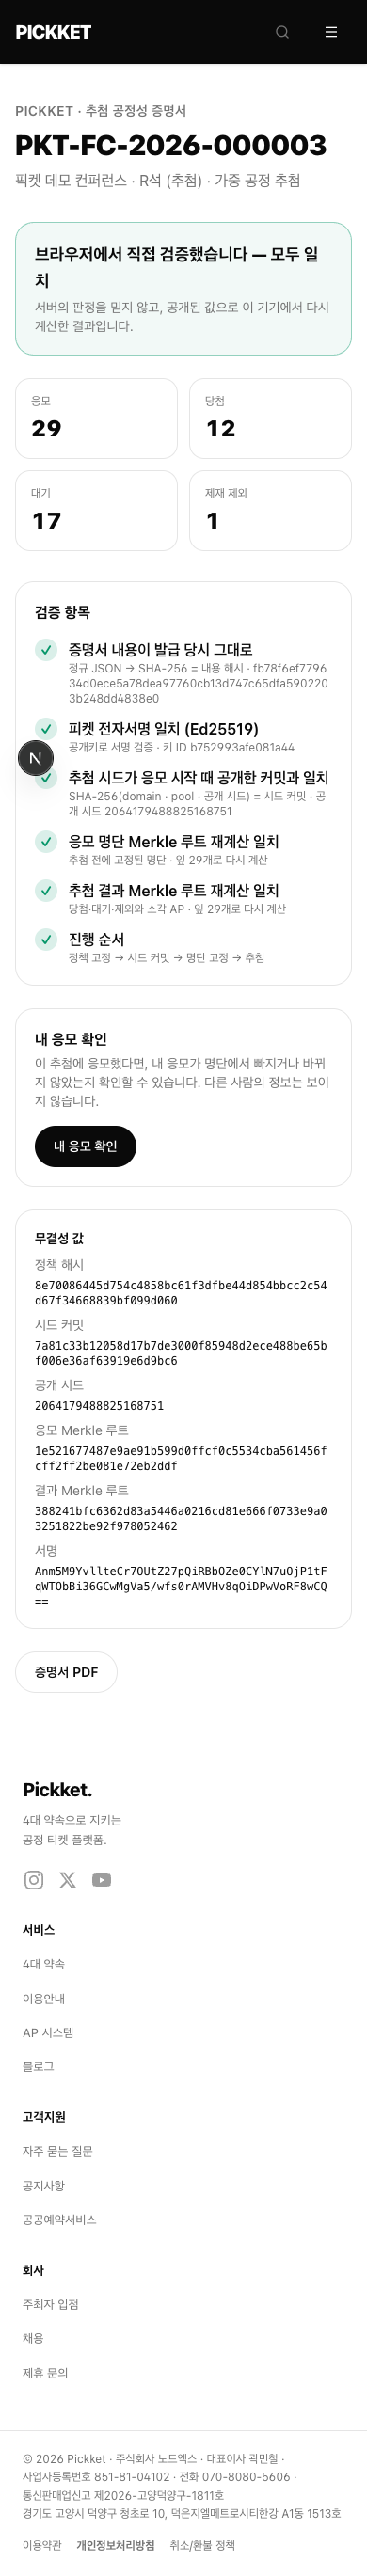 PICKKET
PICKKET · 추첨 공정성 증명서
PKT-FC-2026-000003
픽켓 데모 컨퍼런스 · R석 (추첨) · 가중 공정 추첨
브라우저에서 직접 검증했습니다 — 모두 일
치
서버의 판정을 믿지 않고, 공개된 값으로 이 기기에서 다시
계산한 결과입니다.
응모
29
당첨
12
대기
17
제재 제외
1
검증 항목
증명서 내용이 발급 당시 그대로
정규 JSON → SHA-256 = 내용 해시 · fb78f6ef7796
34d0ece5a78dea97760cb13d747c65dfa590220
3b248dd4838e0
피켓 전자서명 일치 (Ed25519)
공개키로 서명 검증 · 키 ID b752993afe081a44
N
추첨 시드가 응모 시작 때 공개한 커밋과 일치
SHA-256(domain · pool · 공개 시드) = 시드 커밋 · 공
개 시드 2064179488825168751
응모 명단 Merkle 루트 재계산 일치
추첨 전에 고정된 명단 · 잎 29개로 다시 계산
추첨 결과 Merkle 루트 재계산 일치
당첨·대기·제외와 소각 AP · 잎 29개로 다시 계산
진행 순서
정책 고정 → 시드 커밋 → 명단 고정 → 추첨
내 응모 확인
이 추첨에 응모했다면, 내 응모가 명단에서 빠지거나 바뀌
지 않았는지 확인할 수 있습니다. 다른 사람의 정보는 보이
지 않습니다.
내 응모 확인
무결성 값
정책 해시
8e70086445d754c4858bc61f3dfbe44d854bbcc2c54
d67f34668839bf099d060
시드 커밋
7a81c33b12058d17b7de3000f85948d2ece488be65b
f006e36af63919e6d9bc6
공개 시드
2064179488825168751
응모 Merkle 루트
1e521677487e9ae91b599d0ffcf0c5534cba561456f
cff2ff2be081e72eb2ddf
결과 Merkle 루트
388241bfc6362d83a5446a0216cd81e666f0733e9a0
3251822be92f978052462
서명
Anm5M9YvllteCr7OUtZ27pQiRBbOZe0CYlN7uOjP1tF
qWTObBi36GCwMgVa5/wfs0rAMVHv8qOiDPwVoRF8wCQ
==
증명서 PDF
Pickket.
4대 약속으로 지키는
공정 티켓 플랫폼.
서비스
4대 약속
이용안내
AP 시스템
블로그
고객지원
자주 묻는 질문
공지사항
공공예약서비스
회사
주최자 입점
채용
제휴 문의
© 2026 Pickket · 주식회사 노드엑스 · 대표이사 곽민철 ·
사업자등록번호 851-81-04102 · 전화 070-8080-5606 ·
통신판매업신고 제2026-고양덕양구-1811호
경기도 고양시 덕양구 청초로 10, 덕은지엘메트로시티한강 A1동 1513호
이용약관 개인정보처리방침 취소/환불 정책